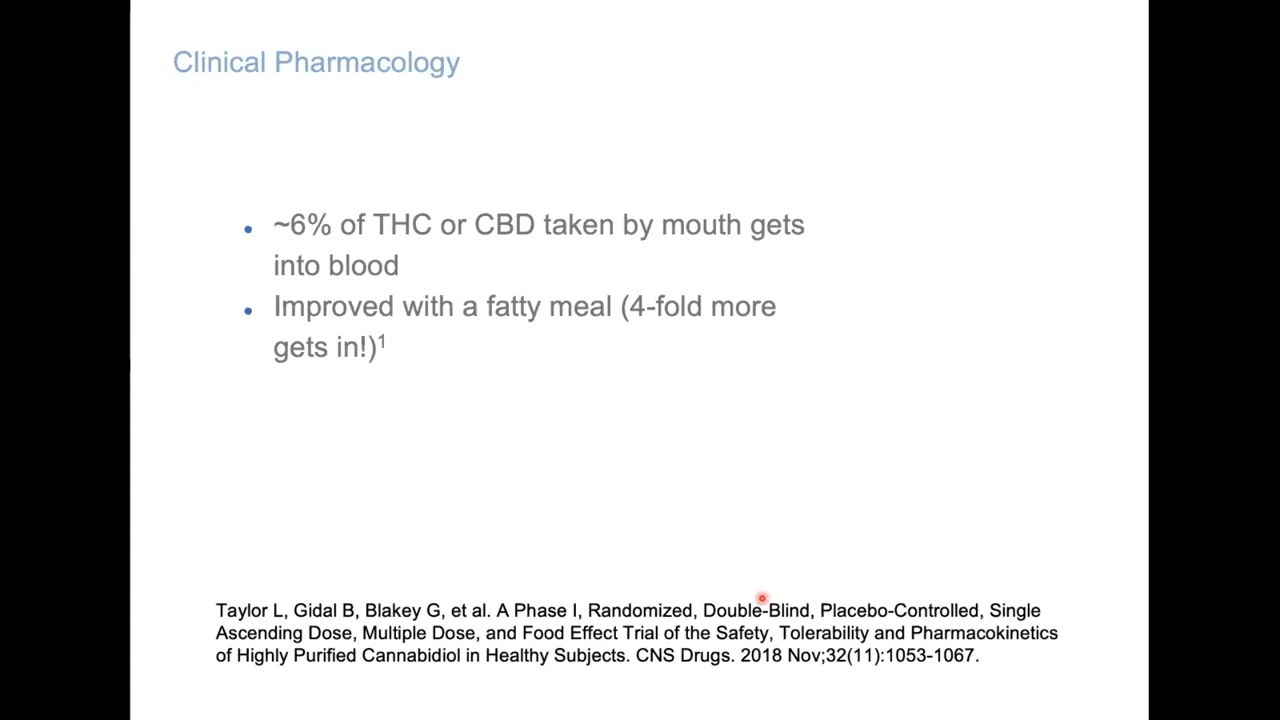 Clinical Pharmacology
• ~6% of THC or CBD taken by mouth gets
into blood
• Improved with a fatty meal (4-fold more
gets in!)¹
Taylor L, Gidal B, Blakey G, et al. A Phase I, Randomized, Double-Blind, Placebo-Controlled, Single
Ascending Dose, Multiple Dose, and Food Effect Trial of the Safety, Tolerability and Pharmacokinetics
of Highly Purified Cannabidiol in Healthy Subjects. CNS Drugs. 2018 Nov;32(11):1053-1067.